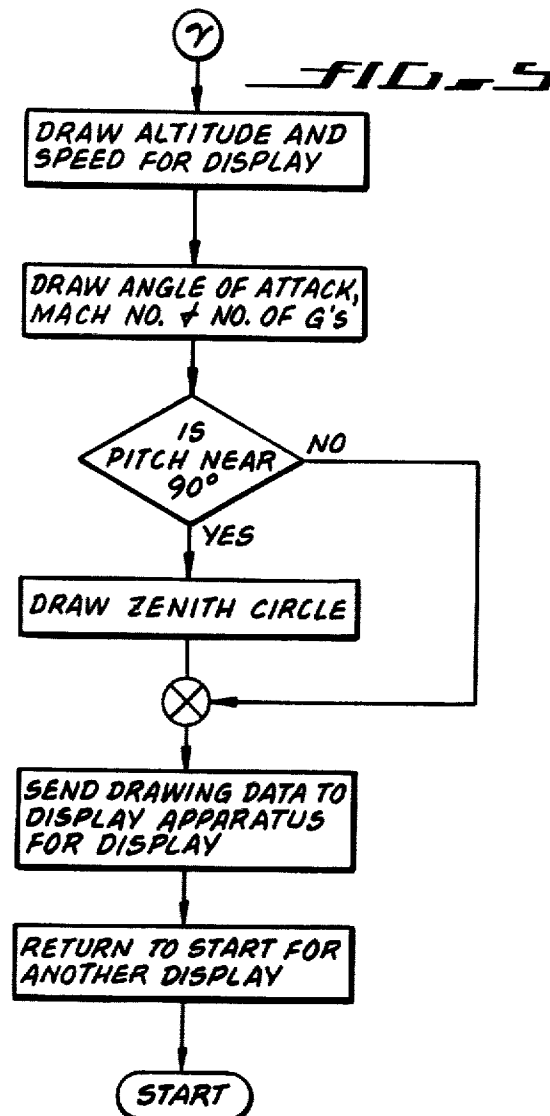 γ
FIG. 5
DRAW ALTITUDE AND
SPEED FOR DISPLAY
DRAW ANGLE OF ATTACK,
MACH NO. & NO. OF G'S
IS
PITCH NEAR
90°
NO
YES
DRAW ZENITH CIRCLE
SEND DRAWING DATA TO
DISPLAY APPARATUS
FOR DISPLAY
RETURN TO START FOR
ANOTHER DISPLAY
START